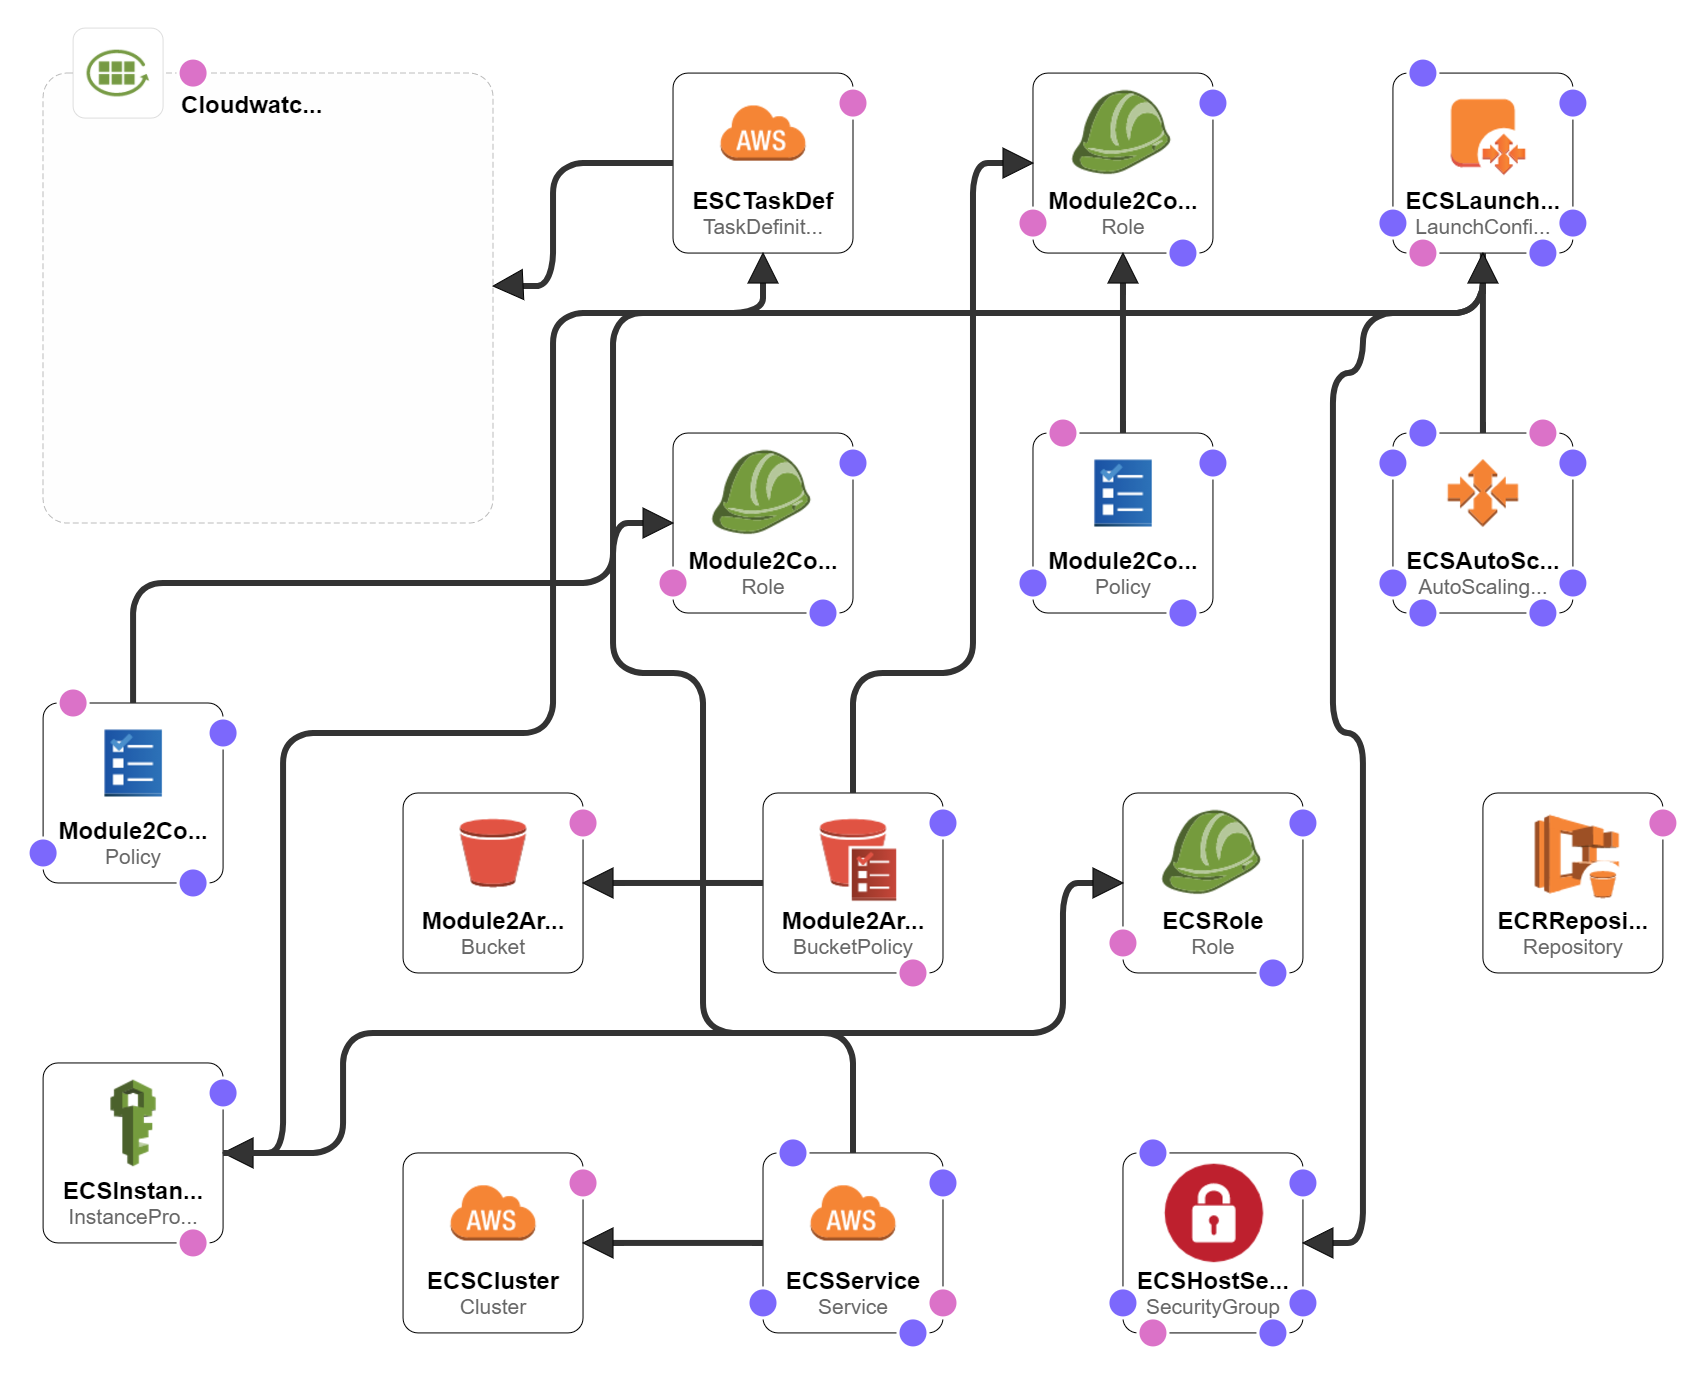 Cloudwatc...
AWS
ESCTaskDef
TaskDefinit...
Module2Co...
Role
ECSLaunch...
LaunchConfi...
Module2Co...
Role
Module2Co...
Policy
ECSAutoSc...
AutoScaling...
Module2Co...
Policy
Module2Ar...
Bucket
Module2Ar...
BucketPolicy
ECSRole
Role
ECRReposi...
Repository
ECSInstan...
InstancePro...
AWS
ECSCluster
Cluster
AWS
ECSService
Service
ECSHostSe...
SecurityGroup